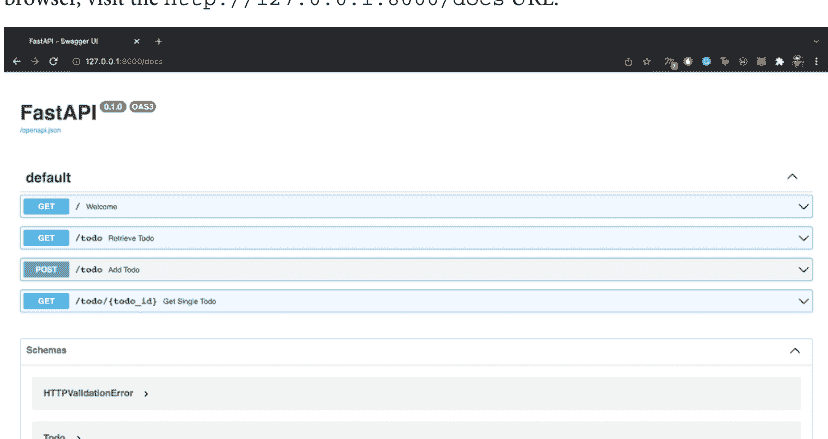 browser, visit the http://127.0.0.1:8000/docs URL:
FastAPI - Swagger UI
127.0.0.1:8000/docs
FastAPI 0.1.0 OAS3
/openapi.json
default
GET / Welcome
GET /todo Retrieve Todo
POST /todo Add Todo
GET /todo/{todo_id} Get Single Todo
Schemas
HTTPValidationError
Todo